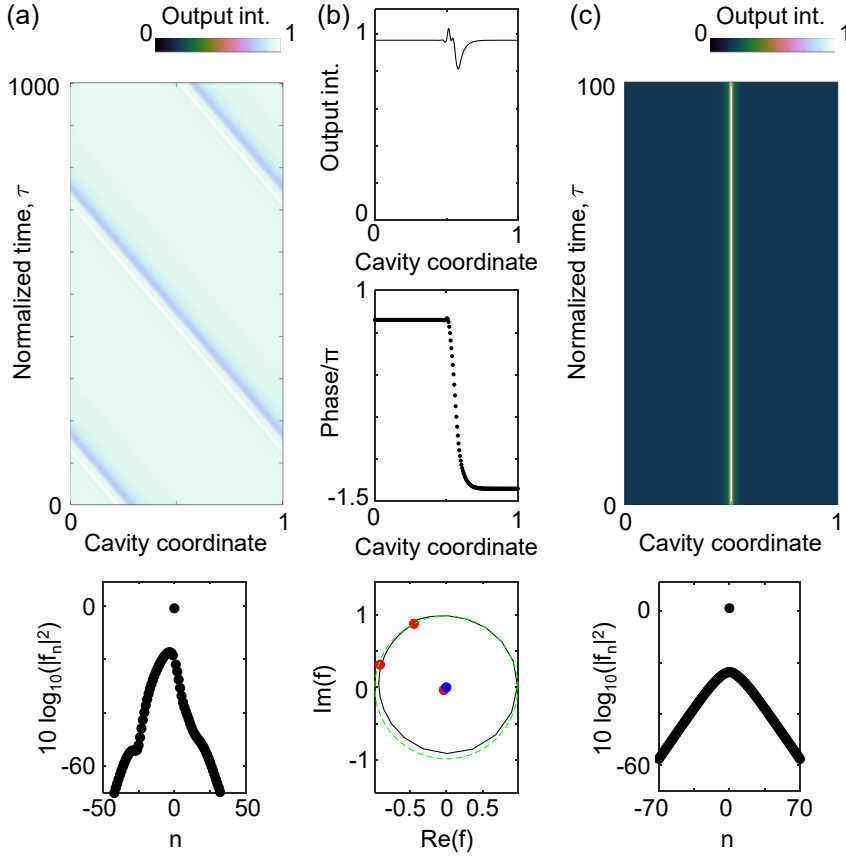 (a)
Output int.
0 1
1000
Normalized time, τ
0
0 1
Cavity coordinate
0
-60
10 log10(|fn|2)
-50 0 50
n
(b)
1
Output int.
0
0 1
Cavity coordinate
1
Phase/π
-1.5
0 1
Cavity coordinate
1
Im(f)
0
-1
-0.5 0 0.5
Re(f)
(c)
Output int.
0 1
100
Normalized time, τ
0
0 1
Cavity coordinate
0
10 log10(|fn|2)
-60
-70 0 70
n